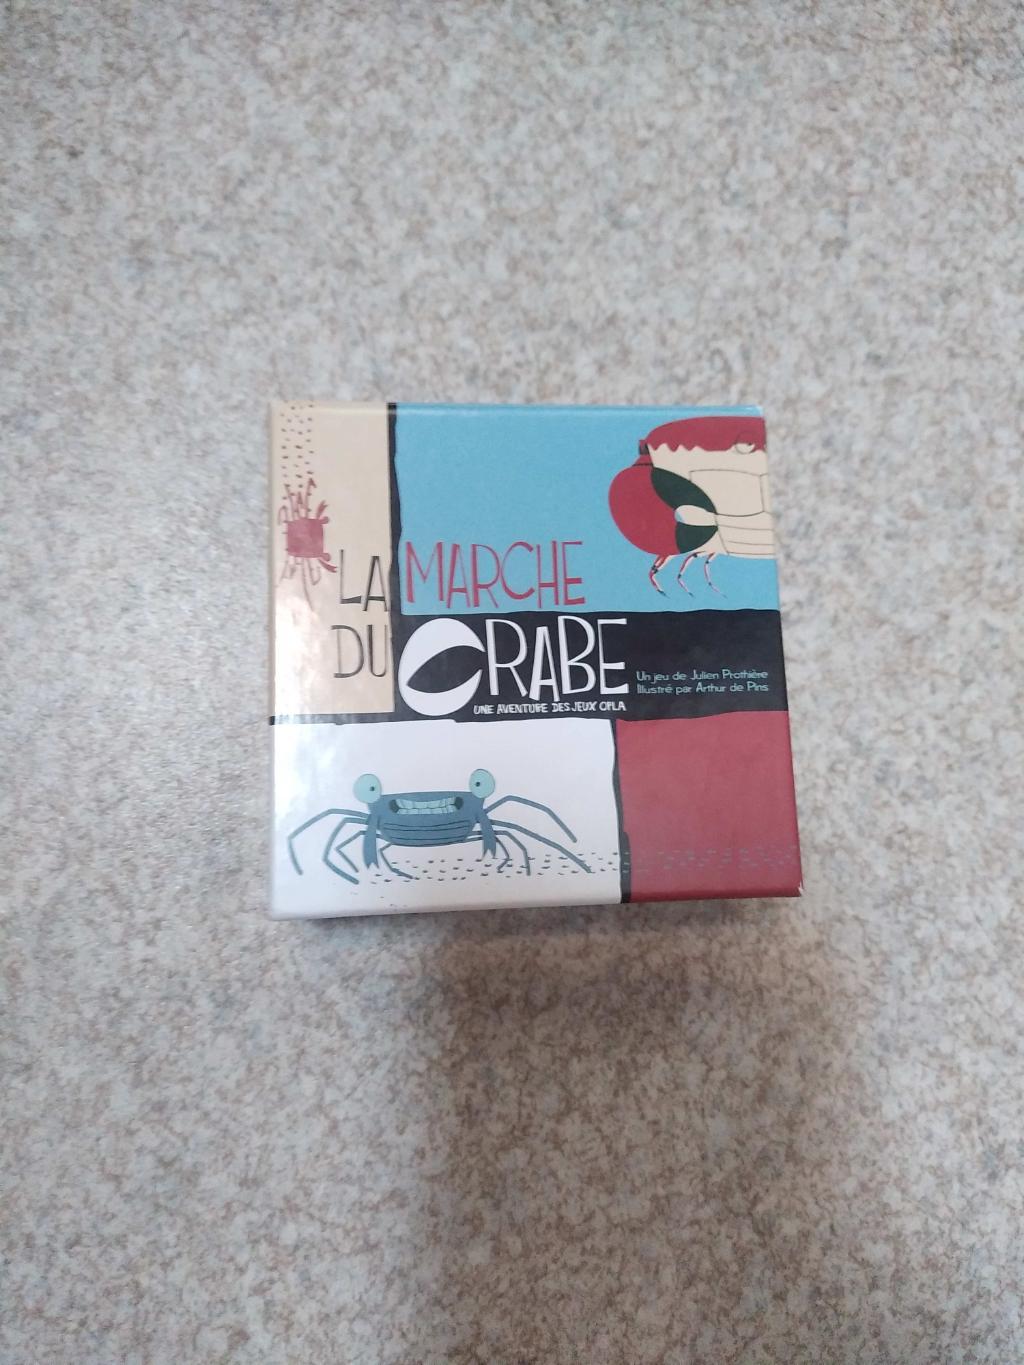 LA MARCHE
DU CRABE
UNE AVENTURE DES JEUX OPLA
Un jeu de Julien Prothière
Illustré par Arthur de Pins